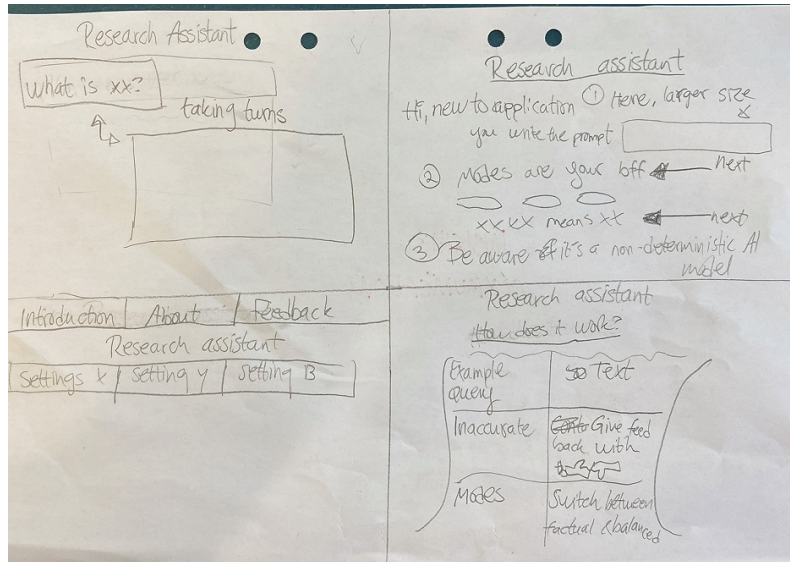 Research Assistant
What is xx?
taking turns
Research assistant
Hi, new to application
① Here, larger size
x
you write the prompt
② Modes are your bff
next
xxxx means xx
next
③ Be aware it's a non-deterministic AI
model
Introduction About Feedback
Research assistant
Settings x Setting y Setting B
Research assistant
How does it work?
Example
query
Text
Inaccurate
Give feed
back with
Modes
Switch between
factual & balanced